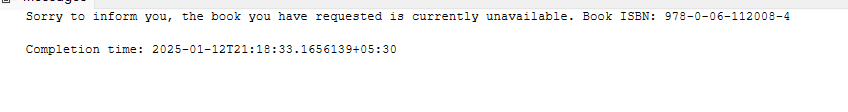 Sorry to inform you, the book you have requested is currently unavailable. Book ISBN: 978-0-06-112008-4
Completion time: 2025-01-12T21:18:33.1656139+05:30